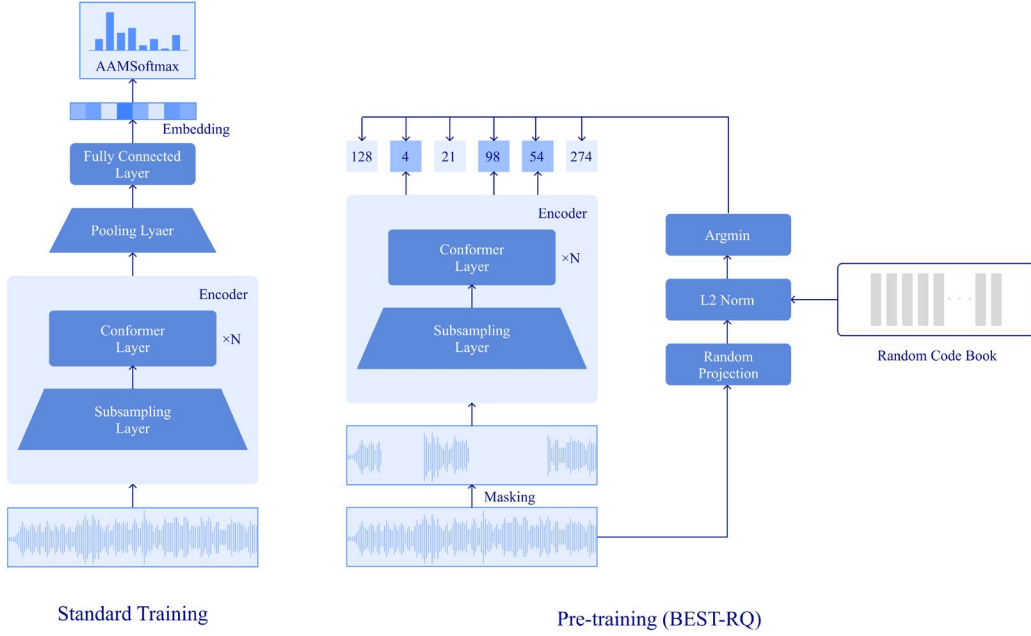 AAMSoftmax
Embedding
Fully Connected
Layer
Pooling Lyaer
Encoder
Conformer
Layer
×N
Subsampling
Layer
Standard Training
128
4
21
98
54
274
Encoder
Conformer
Layer
×N
Subsampling
Layer
Masking
Argmin
L2 Norm
Random
Projection
. . .
Random Code Book
Pre-training (BEST-RQ)